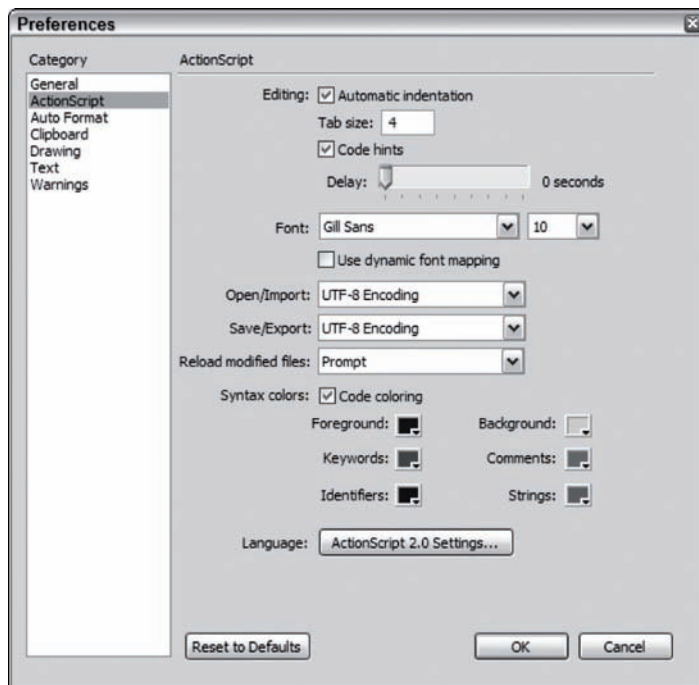 Preferences
Category
General
ActionScript
Auto Format
Clipboard
Drawing
Text
Warnings
ActionScript
Editing: Automatic indentation
Tab size: 4
Code hints
Delay: 0 seconds
Font: Gill Sans 10
Use dynamic font mapping
Open/Import: UTF-8 Encoding
Save/Export: UTF-8 Encoding
Reload modified files: Prompt
Syntax colors: Code coloring
Foreground: Background:
Keywords: Comments:
Identifiers: Strings:
Language: ActionScript 2.0 Settings...
Reset to Defaults OK Cancel